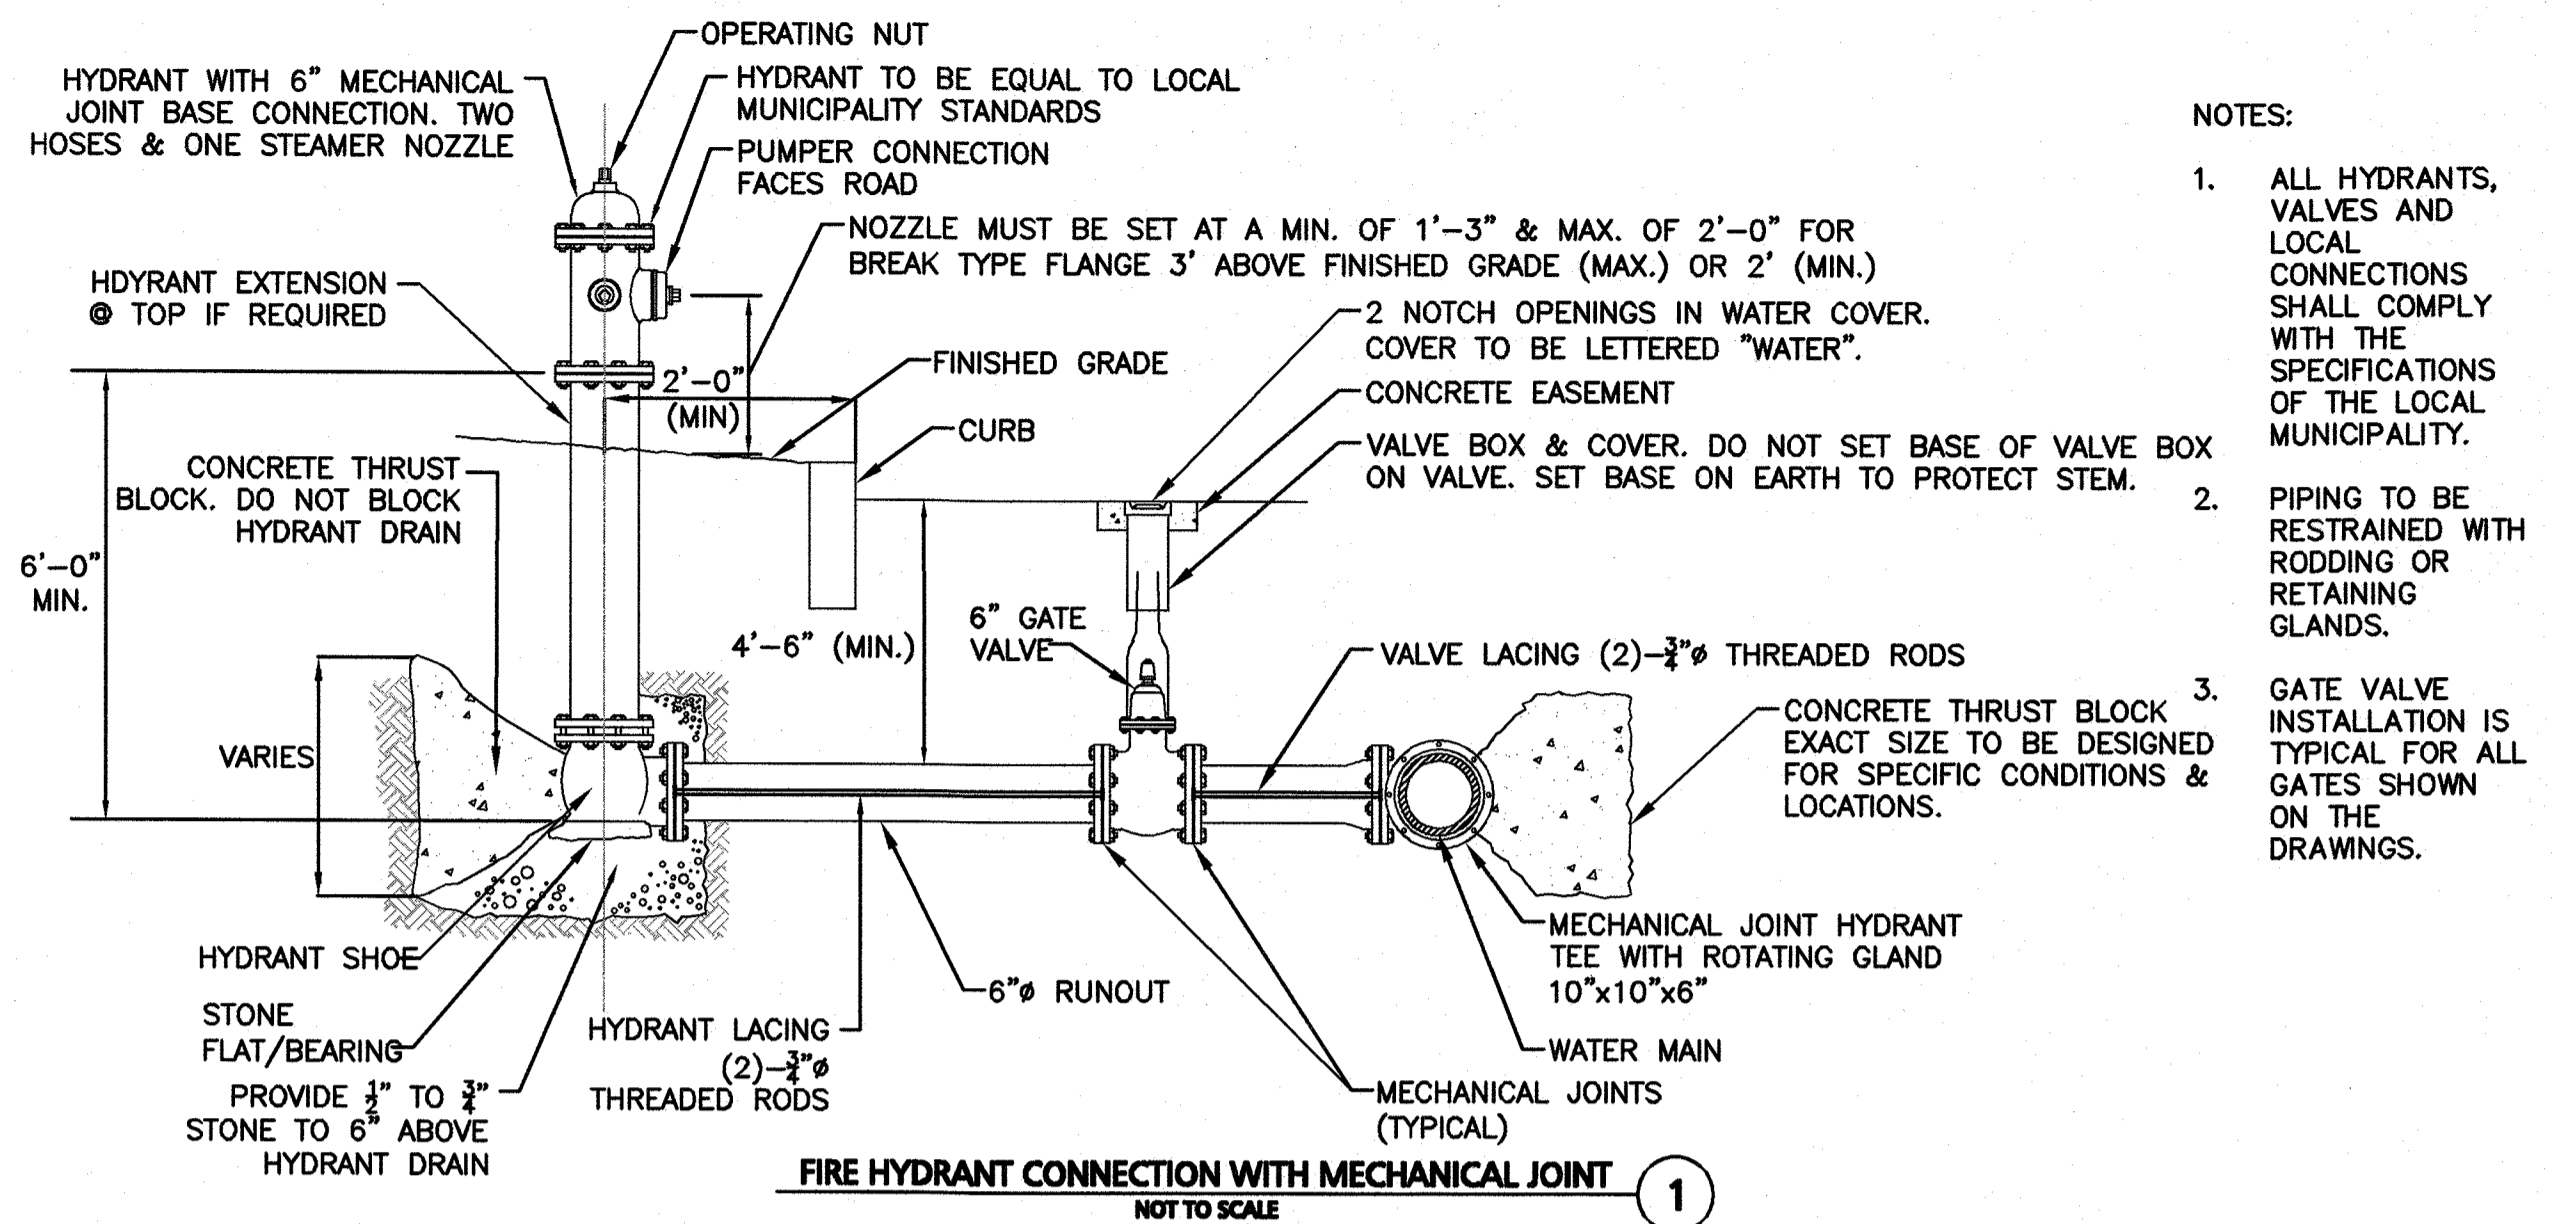 OPERATING NUT
HYDRANT WITH 6" MECHANICAL
JOINT BASE CONNECTION. TWO
HOSES & ONE STEAMER NOZZLE
HYDRANT TO BE EQUAL TO LOCAL
MUNICIPALITY STANDARDS
PUMPER CONNECTION
FACES ROAD
NOZZLE MUST BE SET AT A MIN. OF 1'-3" & MAX. OF 2'-0" FOR
BREAK TYPE FLANGE 3' ABOVE FINISHED GRADE (MAX.) OR 2' (MIN.)
HDYRANT EXTENSION
@ TOP IF REQUIRED
2 NOTCH OPENINGS IN WATER COVER.
COVER TO BE LETTERED "WATER".
FINISHED GRADE
2'-0"
(MIN)
CONCRETE EASEMENT
CURB
VALVE BOX & COVER. DO NOT SET BASE OF VALVE BOX
ON VALVE. SET BASE ON EARTH TO PROTECT STEM.
CONCRETE THRUST
BLOCK. DO NOT BLOCK
HYDRANT DRAIN
6'-0"
MIN.
6" GATE
VALVE
4'-6" (MIN.)
VALVE LACING (2)-¾"ø THREADED RODS
CONCRETE THRUST BLOCK
EXACT SIZE TO BE DESIGNED
FOR SPECIFIC CONDITIONS &
LOCATIONS.
VARIES
HYDRANT SHOE
STONE
FLAT/BEARING
PROVIDE ½" TO ¾"
STONE TO 6" ABOVE
HYDRANT DRAIN
HYDRANT LACING
(2)-¾"ø
THREADED RODS
6"ø RUNOUT
MECHANICAL JOINT HYDRANT
TEE WITH ROTATING GLAND
10"x10"x6"
WATER MAIN
MECHANICAL JOINTS
(TYPICAL)
NOTES:
1. ALL HYDRANTS,
VALVES AND
LOCAL
CONNECTIONS
SHALL COMPLY
WITH THE
SPECIFICATIONS
OF THE LOCAL
MUNICIPALITY.
2. PIPING TO BE
RESTRAINED WITH
RODDING OR
RETAINING
GLANDS.
3. GATE VALVE
INSTALLATION IS
TYPICAL FOR ALL
GATES SHOWN
ON THE
DRAWINGS.
FIRE HYDRANT CONNECTION WITH MECHANICAL JOINT
1
NOT TO SCALE